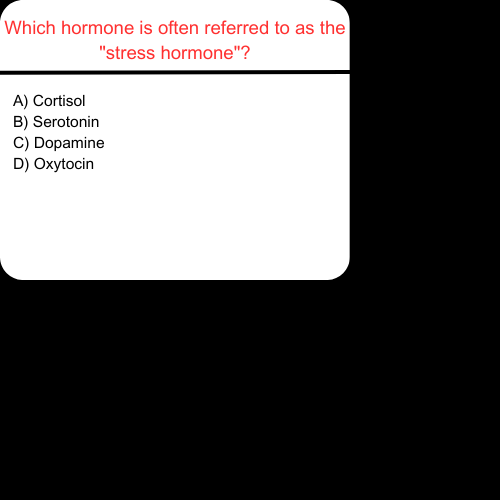 Which hormone is often referred to as the
"stress hormone"?
A) Cortisol
B) Serotonin
C) Dopamine
D) Oxytocin